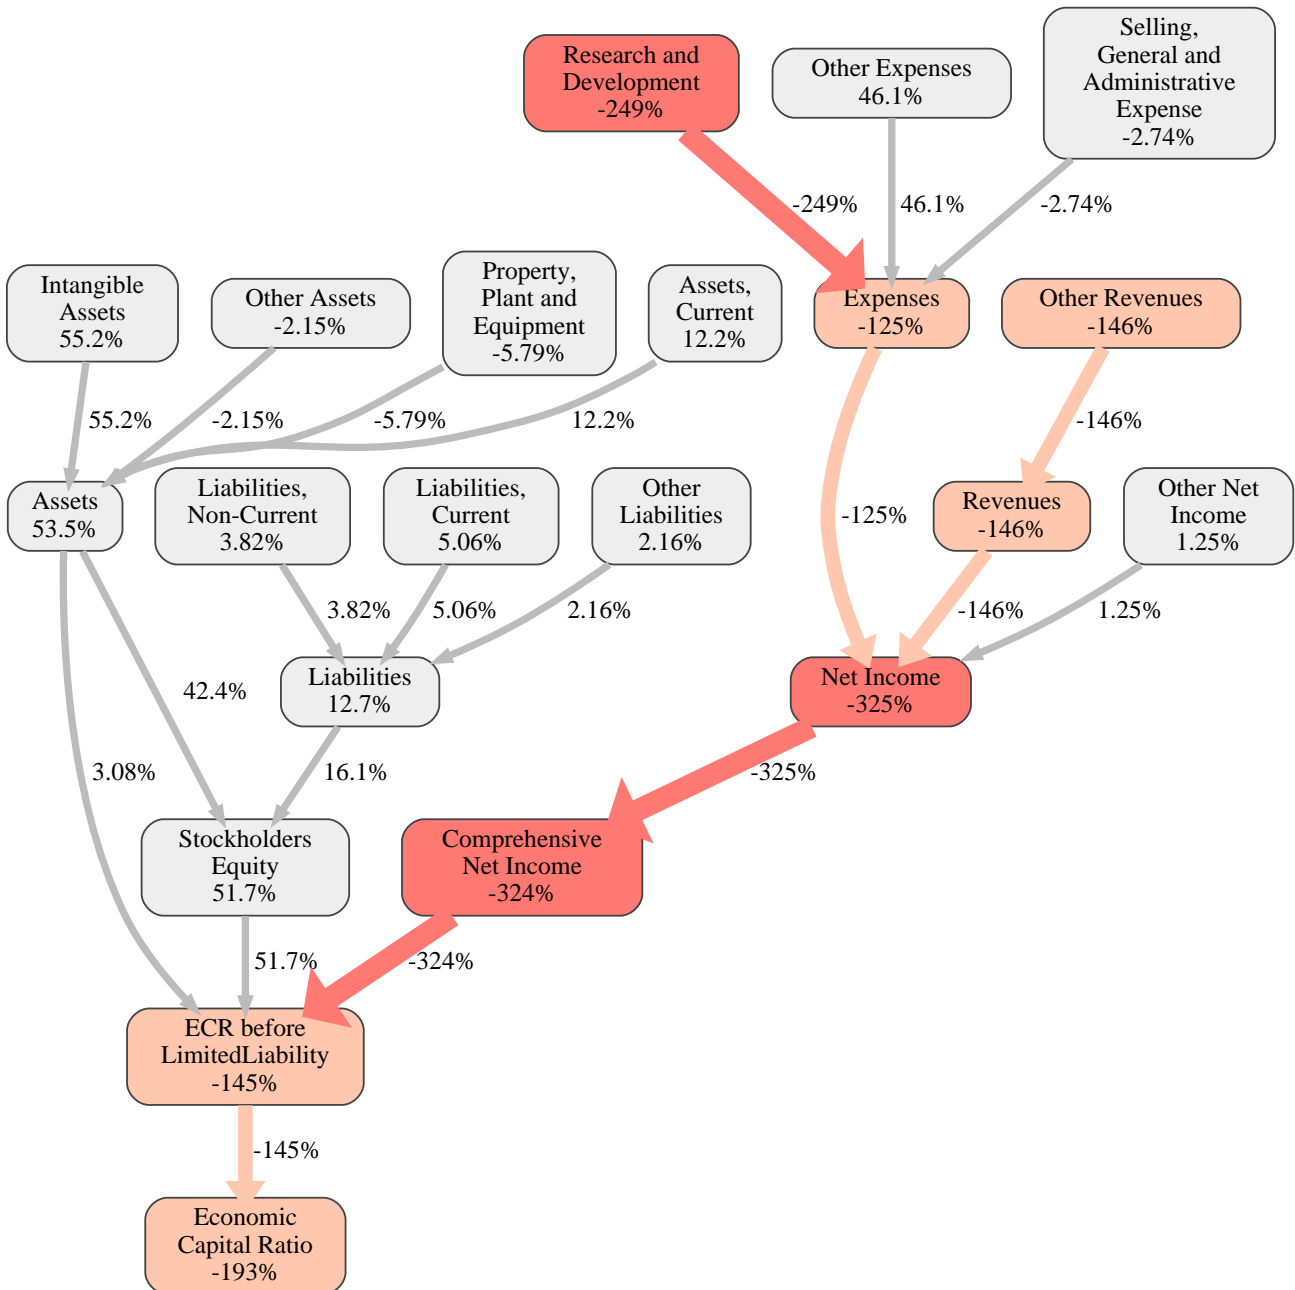 Selling,
General and
Administrative
Expense
-2.74%
Research and
Development
-249%
Other Expenses
46.1%
-249%
46.1%
-2.74%
Intangible
Assets
55.2%
Other Assets
-2.15%
Property,
Plant and
Equipment
-5.79%
Assets,
Current
12.2%
Expenses
-125%
Other Revenues
-146%
55.2%
-2.15%
-5.79%
12.2%
-146%
Assets
53.5%
Liabilities,
Non-Current
3.82%
Liabilities,
Current
5.06%
Other
Liabilities
2.16%
-125%
Revenues
-146%
Other Net
Income
1.25%
3.82%
5.06%
2.16%
-146%
1.25%
42.4%
Liabilities
12.7%
Net Income
-325%
3.08%
16.1%
-325%
Stockholders
Equity
51.7%
Comprehensive
Net Income
-324%
51.7%
-324%
ECR before
LimitedLiability
-145%
-145%
Economic
Capital Ratio
-193%